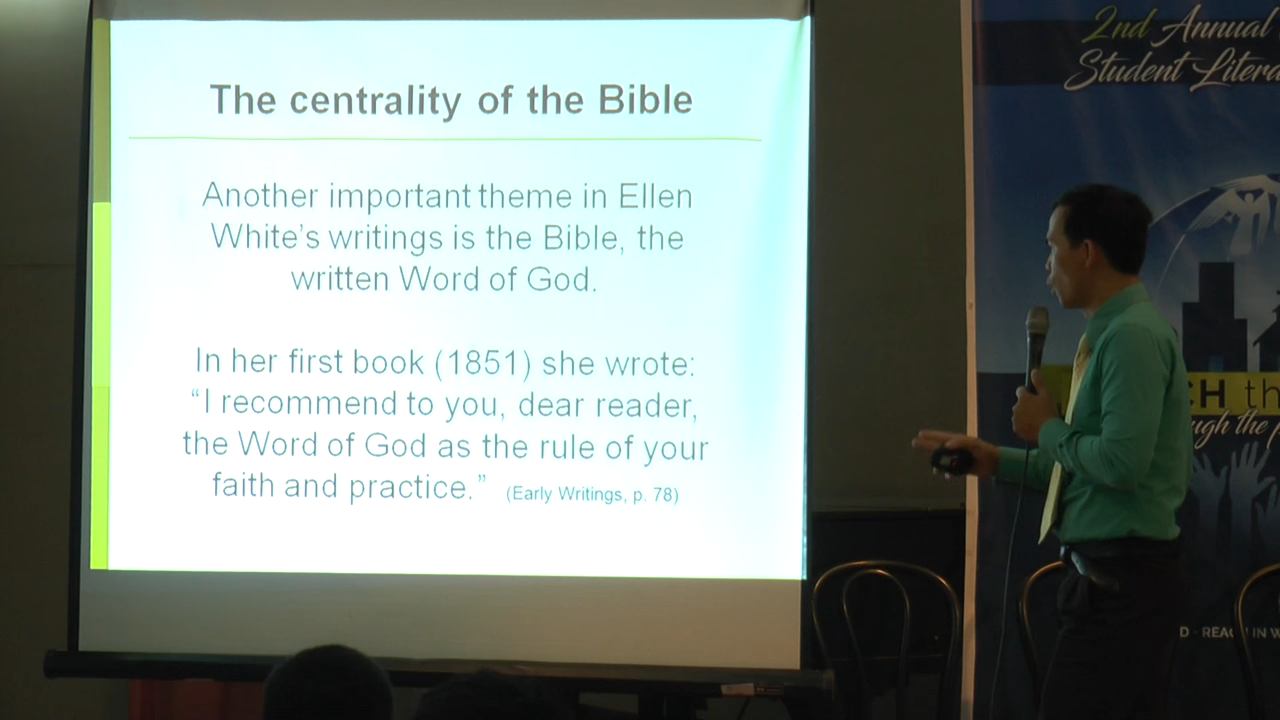 The centrality of the Bible
Another important theme in Ellen
White's writings is the Bible, the
written Word of God.
In her first book (1851) she wrote:
“I recommend to you, dear reader,
the Word of God as the rule of your
faith and practice.” (Early Writings, p. 78)
2nd Annual
Student Litera
CH th
ugh the
D - REACH IN W